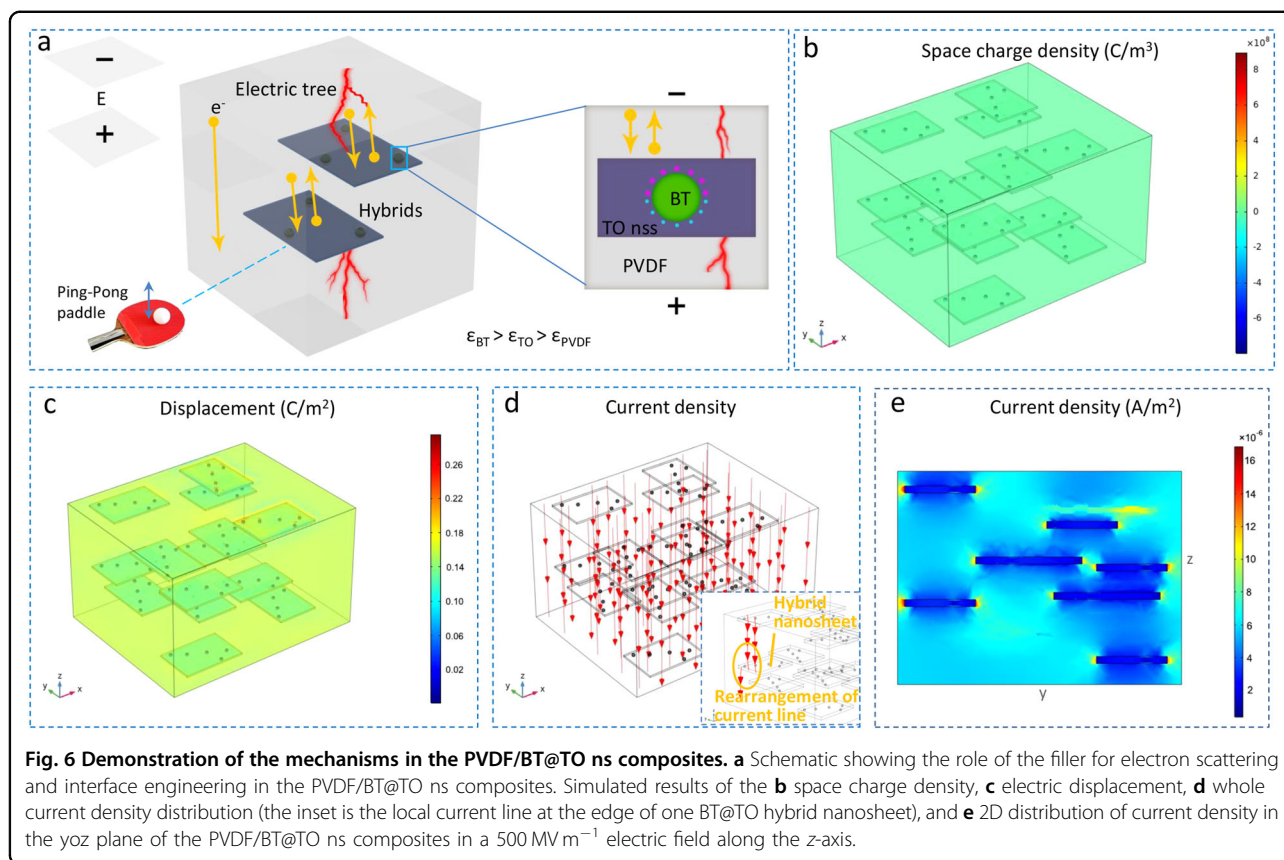 a
−
E
+
Electric tree
e-
Hybrids
Ping-Pong
paddle
−
BT
TO nss
PVDF
+
εBT > εTO > εPVDF
b
Space charge density (C/m³)
×10⁸
8
6
4
2
0
-2
-4
-6
y z x
c
Displacement (C/m²)
0.26
0.22
0.18
0.14
0.10
0.06
0.02
y z x
d
Current density
Hybrid
nanosheet
Rearrangement of
current line
y z x
e
Current density (A/m²)
×10⁻⁶
16
14
12
10
8
6
4
2
z
y
Fig. 6 Demonstration of the mechanisms in the PVDF/BT@TO ns composites. a Schematic showing the role of the filler for electron scattering
and interface engineering in the PVDF/BT@TO ns composites. Simulated results of the b space charge density, c electric displacement, d whole
current density distribution (the inset is the local current line at the edge of one BT@TO hybrid nanosheet), and e 2D distribution of current density in
the yoz plane of the PVDF/BT@TO ns composites in a 500 MV m⁻¹ electric field along the z-axis.